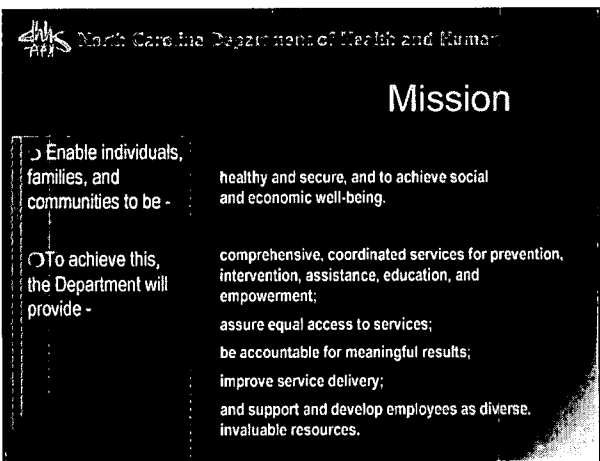 dhhs
North Carolina Department of Health and Human
Mission
Enable individuals,
families, and
communities to be -
healthy and secure, and to achieve social
and economic well-being.
To achieve this,
the Department will
provide -
comprehensive, coordinated services for prevention,
intervention, assistance, education, and
empowerment;
assure equal access to services;
be accountable for meaningful results;
improve service delivery;
and support and develop employees as diverse,
invaluable resources.